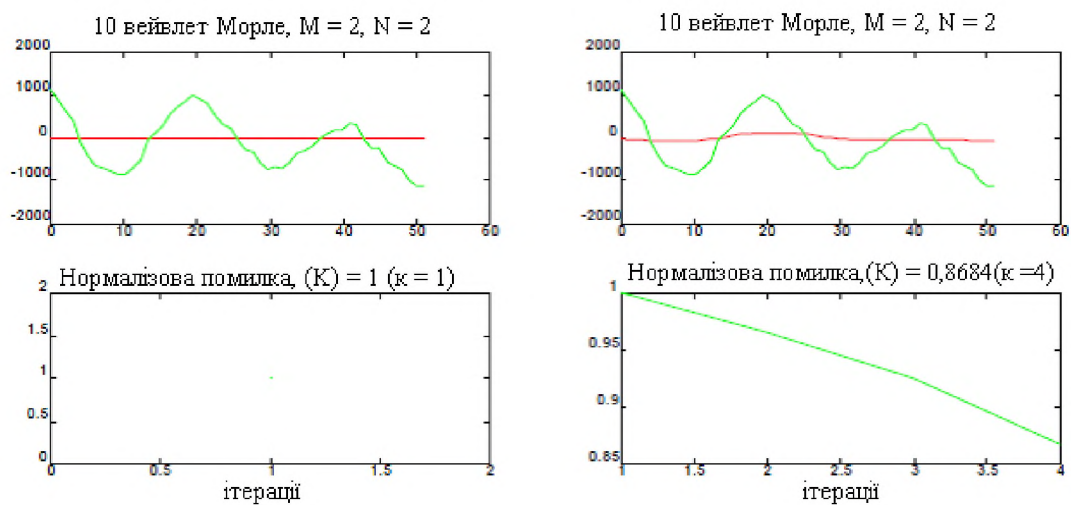 10 вейвлет Морле, M = 2, N = 2
2000
1000
0
-1000
-2000
0 10 20 30 40 50 60
10 вейвлет Морле, M = 2, N = 2
2000
1000
0
-1000
-2000
0 10 20 30 40 50 60
Нормалізова помилка, (K) = 1 (к = 1)
2
1.5
1
0.5
0
0 0.5 1 1.5 2
ітерації
Нормалізова помилка,(K) = 0,8684(к =4)
1
0.95
0.9
0.85
1 1.5 2 2.5 3 3.5 4
ітерації